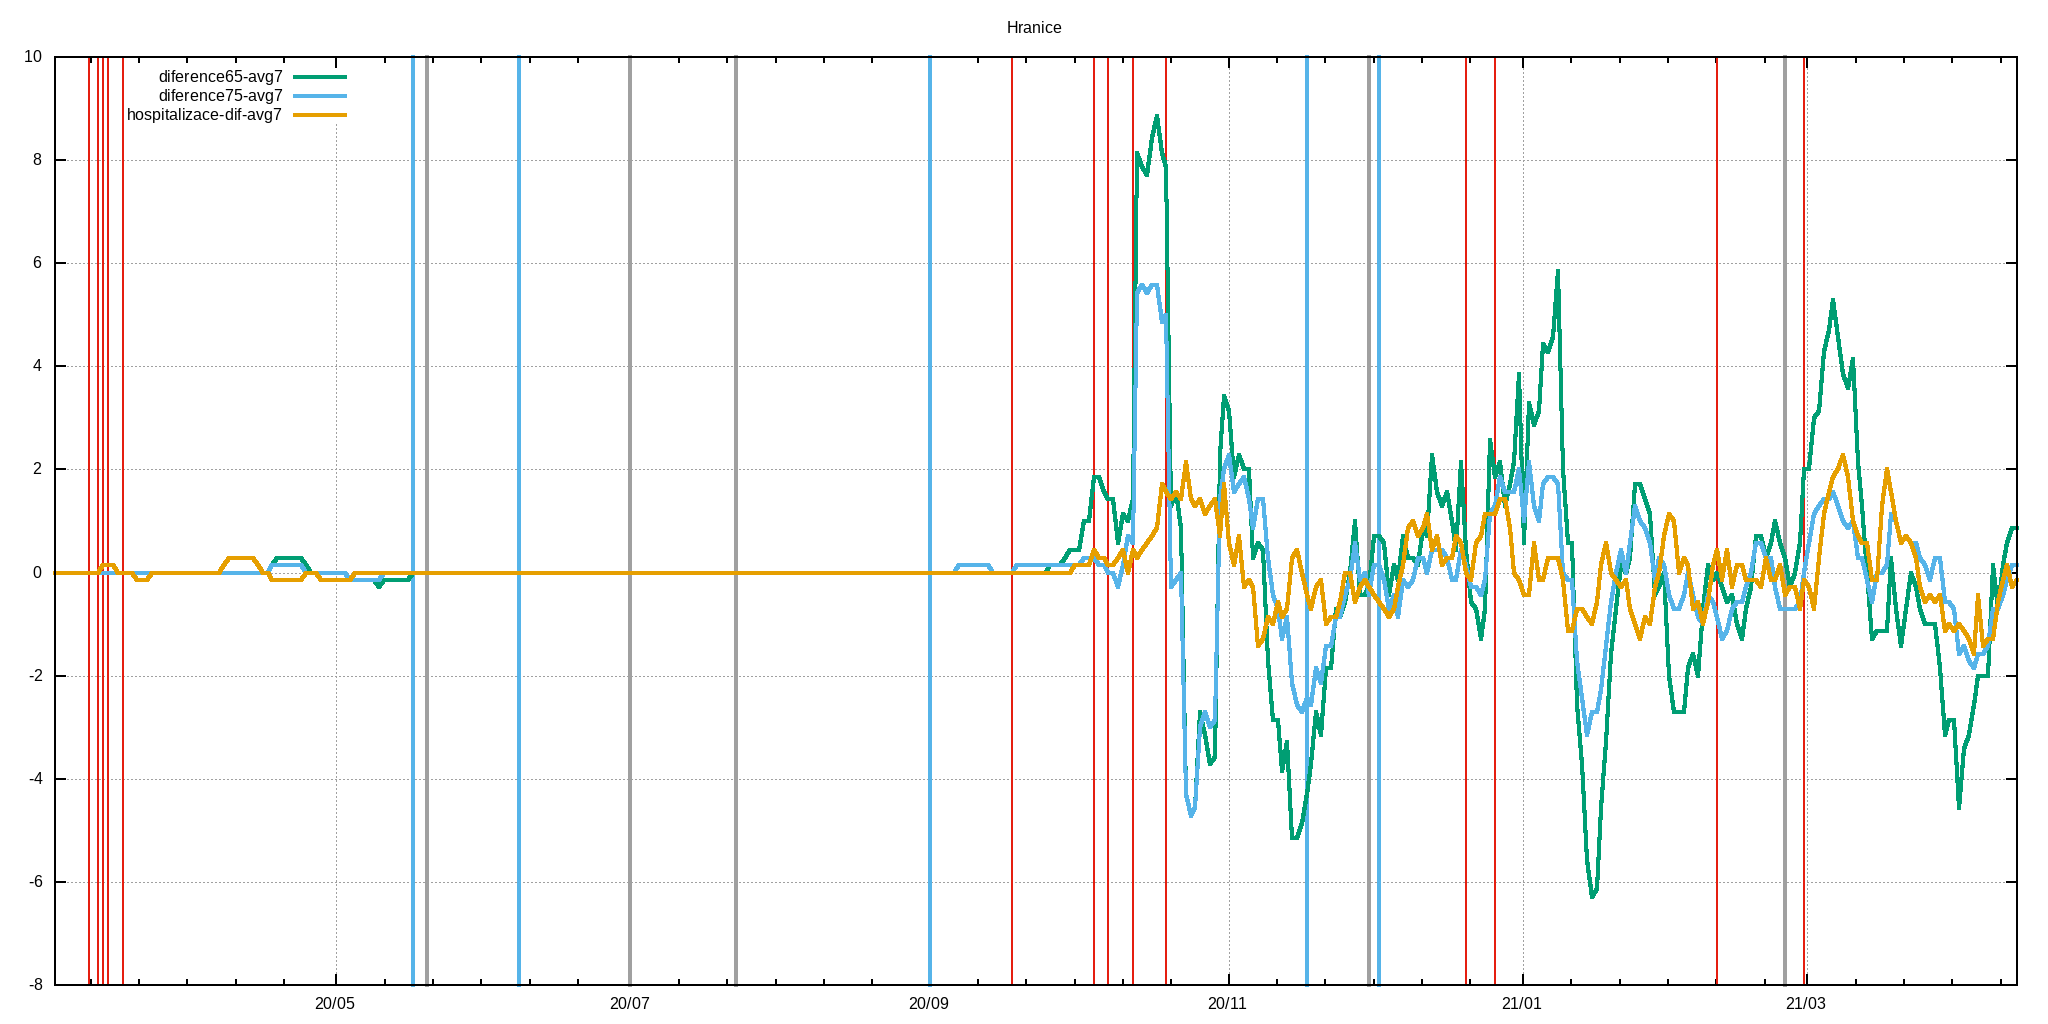 Hranice
diference65-avg7
diference75-avg7
hospitalizace-dif-avg7
10
8
6
4
2
0
-2
-4
-6
-8
20/05 20/07 20/09 20/11 21/01 21/03